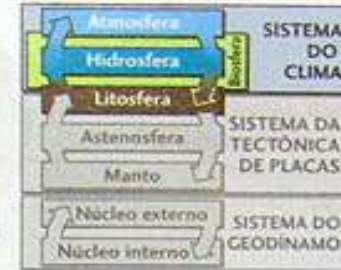 Atmosfera
Hidrosfera
Biosfera
SISTEMA
DO
CLIMA
Litosfera
Astenosfera
Manto
SISTEMA DA
TECTÔNICA
DE PLACAS
Núcleo externo
Núcleo interno
SISTEMA DO
GEODÍNAMO